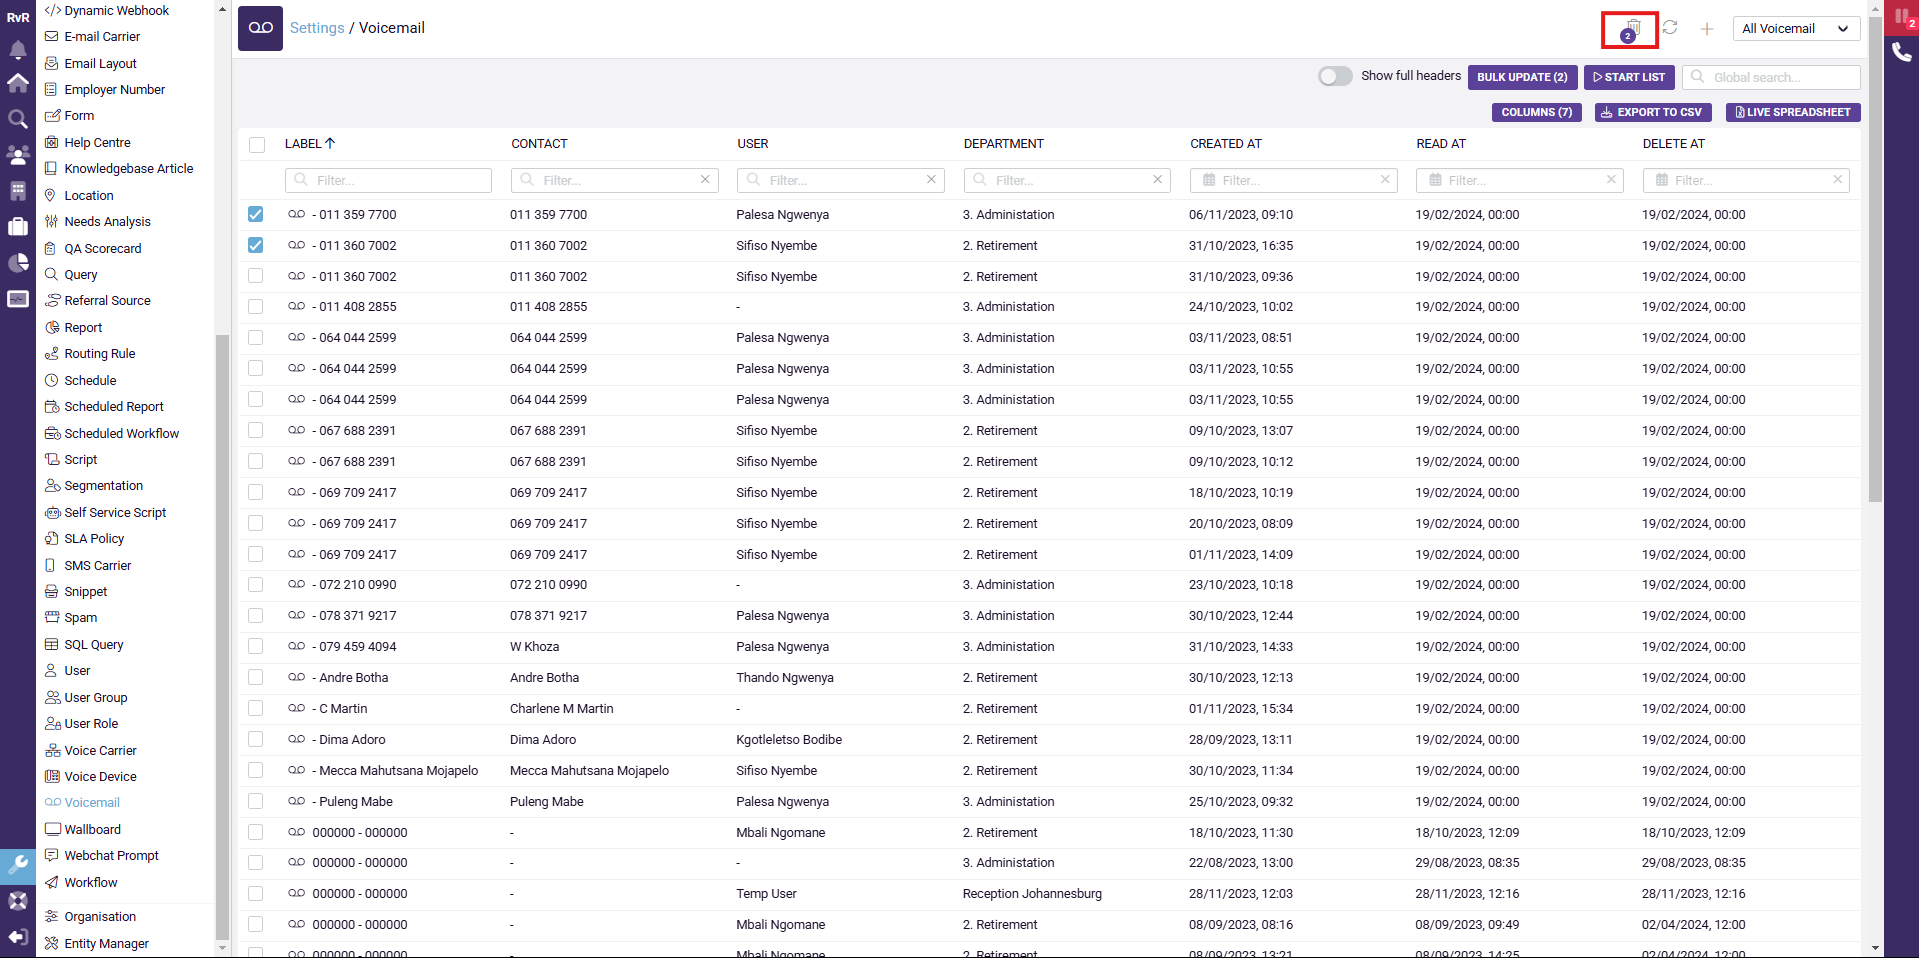 RvR
Dynamic Webhook
E-mail Carrier
Email Layout
Employer Number
Form
Help Centre
Knowledgebase Article
Location
Needs Analysis
QA Scorecard
Query
Referral Source
Report
Routing Rule
Schedule
Scheduled Report
Scheduled Workflow
Script
Segmentation
Self Service Script
SLA Policy
SMS Carrier
Snippet
Spam
SQL Query
User
User Group
User Role
Voice Carrier
Voice Device
Voicemail
Wallboard
Webchat Prompt
Workflow
Organisation
Entity Manager
Settings / Voicemail
2
All Voicemail
2
Show full headers BULK UPDATE (2) START LIST Global search...
COLUMNS (7) EXPORT TO CSV LIVE SPREADSHEET
LABEL CONTACT USER DEPARTMENT CREATED AT READ AT DELETE AT
Filter... Filter... Filter... Filter... Filter... Filter... Filter...
- 011 359 7700 011 359 7700 Palesa Ngwenya 3. Administation 06/11/2023, 09:10 19/02/2024, 00:00 19/02/2024, 00:00
- 011 360 7002 011 360 7002 Sifiso Nyembe 2. Retirement 31/10/2023, 16:35 19/02/2024, 00:00 19/02/2024, 00:00
- 011 360 7002 011 360 7002 Sifiso Nyembe 2. Retirement 31/10/2023, 09:36 19/02/2024, 00:00 19/02/2024, 00:00
- 011 408 2855 011 408 2855 - 3. Administation 24/10/2023, 10:02 19/02/2024, 00:00 19/02/2024, 00:00
- 064 044 2599 064 044 2599 Palesa Ngwenya 3. Administation 03/11/2023, 08:51 19/02/2024, 00:00 19/02/2024, 00:00
- 064 044 2599 064 044 2599 Palesa Ngwenya 3. Administation 03/11/2023, 10:55 19/02/2024, 00:00 19/02/2024, 00:00
- 064 044 2599 064 044 2599 Palesa Ngwenya 3. Administation 03/11/2023, 10:55 19/02/2024, 00:00 19/02/2024, 00:00
- 067 688 2391 067 688 2391 Sifiso Nyembe 2. Retirement 09/10/2023, 13:07 19/02/2024, 00:00 19/02/2024, 00:00
- 067 688 2391 067 688 2391 Sifiso Nyembe 2. Retirement 09/10/2023, 10:12 19/02/2024, 00:00 19/02/2024, 00:00
- 069 709 2417 069 709 2417 Sifiso Nyembe 2. Retirement 18/10/2023, 10:19 19/02/2024, 00:00 19/02/2024, 00:00
- 069 709 2417 069 709 2417 Sifiso Nyembe 2. Retirement 20/10/2023, 08:09 19/02/2024, 00:00 19/02/2024, 00:00
- 069 709 2417 069 709 2417 Sifiso Nyembe 2. Retirement 01/11/2023, 14:09 19/02/2024, 00:00 19/02/2024, 00:00
- 072 210 0990 072 210 0990 - 3. Administation 23/10/2023, 10:18 19/02/2024, 00:00 19/02/2024, 00:00
- 078 371 9217 078 371 9217 Palesa Ngwenya 3. Administation 30/10/2023, 12:44 19/02/2024, 00:00 19/02/2024, 00:00
- 079 459 4094 W Khoza Palesa Ngwenya 3. Administation 31/10/2023, 14:33 19/02/2024, 00:00 19/02/2024, 00:00
- Andre Botha Andre Botha Thando Ngwenya 2. Retirement 30/10/2023, 12:13 19/02/2024, 00:00 19/02/2024, 00:00
- C Martin Charlene M Martin - 2. Retirement 01/11/2023, 15:34 19/02/2024, 00:00 19/02/2024, 00:00
- Dima Adoro Dima Adoro Kgotleletso Bodibe 2. Retirement 28/09/2023, 13:11 19/02/2024, 00:00 19/02/2024, 00:00
- Mecca Mahutsana Mojapelo Mecca Mahutsana Mojapelo Sifiso Nyembe 2. Retirement 30/10/2023, 11:34 19/02/2024, 00:00 19/02/2024, 00:00
- Puleng Mabe Puleng Mabe Palesa Ngwenya 3. Administation 25/10/2023, 09:32 19/02/2024, 00:00 19/02/2024, 00:00
000000 - 000000 - Mbali Ngomane 2. Retirement 18/10/2023, 11:30 18/10/2023, 12:09 18/10/2023, 12:09
000000 - 000000 - - 3. Administation 22/08/2023, 13:00 29/08/2023, 08:35 29/08/2023, 08:35
000000 - 000000 - Temp User Reception Johannesburg 28/11/2023, 12:03 28/11/2023, 12:16 28/11/2023, 12:16
000000 - 000000 - Mbali Ngomane 2. Retirement 08/09/2023, 08:16 08/09/2023, 09:49 02/04/2024, 12:00
000000 - 000000 - Mbali Ngomane 2. Retirement 08/09/2023, 13:21 08/09/2023, 14:25 02/04/2024, 12:00